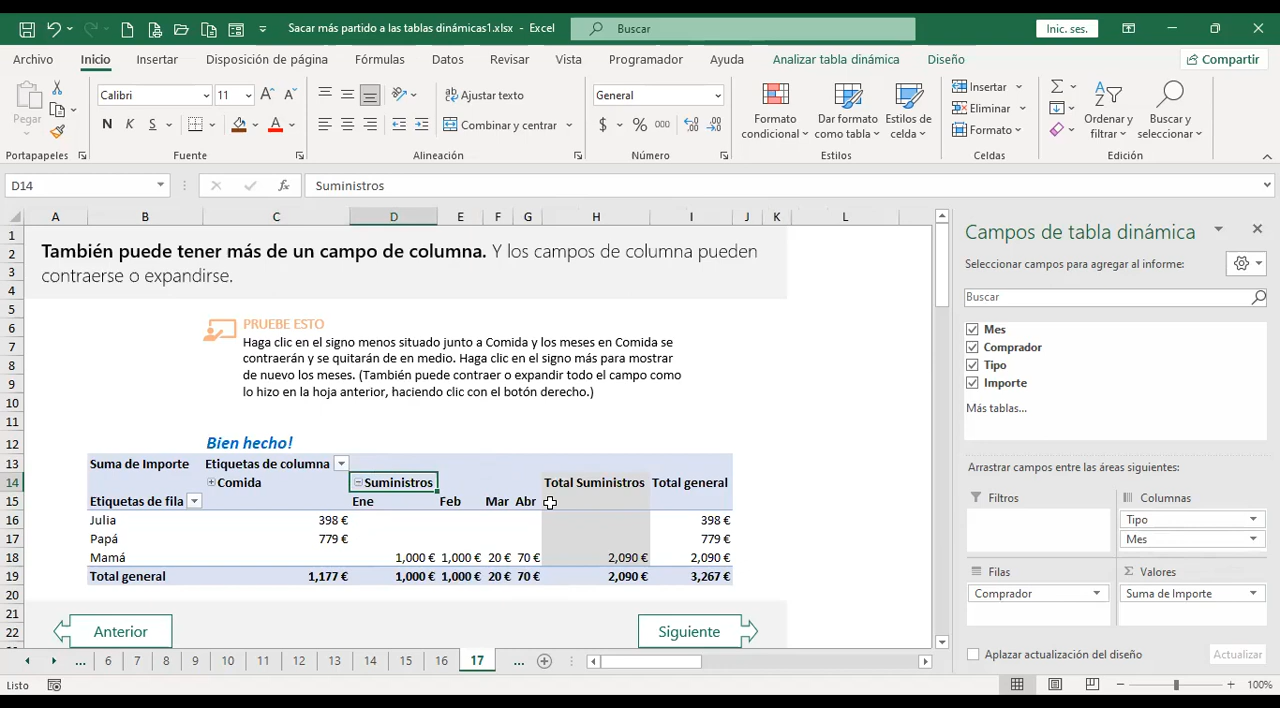 Sacar más partido a las tablas dinámicas1.xlsx - Excel
Buscar
Inic. ses.
Archivo Inicio Insertar Disposición de página Fórmulas Datos Revisar Vista Programador Ayuda Analizar tabla dinámica Diseño Compartir
Pegar
Calibri 11
N K S
Ajustar texto
Combinar y centrar
General
$ % 000
Formato condicional
Dar formato como tabla
Estilos de celda
Insertar
Eliminar
Formato
Ordenar y filtrar
Buscar y seleccionar
Portapapeles Fuente Alineación Número Estilos Celdas Edición
D14 fx Suministros
A B C D E F G H I J K L
1
2
3
4
5
6
7
8
9
10
11
12
13
14
15
16
17
18
19
20
21
22
También puede tener más de un campo de columna. Y los campos de columna pueden
contraerse o expandirse.
PRUEBE ESTO
Haga clic en el signo menos situado junto a Comida y los meses en Comida se
contraerán y se quitarán de en medio. Haga clic en el signo más para mostrar
de nuevo los meses. (También puede contraer o expandir todo el campo como
lo hizo en la hoja anterior, haciendo clic con el botón derecho.)
Bien hecho!
Suma de Importe Etiquetas de columna
Comida Suministros Total Suministros Total general
Etiquetas de fila Ene Feb Mar Abr
Julia 398 € 398 €
Papá 779 € 779 €
Mamá 1,000 € 1,000 € 20 € 70 € 2,090 € 2,090 €
Total general 1,177 € 1,000 € 1,000 € 20 € 70 € 2,090 € 3,267 €
Anterior Siguiente
... 6 7 8 9 10 11 12 13 14 15 16 17 ...
Listo 100%
Campos de tabla dinámica
Seleccionar campos para agregar al informe:
Buscar
Mes
Comprador
Tipo
Importe
Más tablas...
Arrastrar campos entre las áreas siguientes:
Filtros Columnas
Tipo
Mes
Filas Σ Valores
Comprador Suma de Importe
Aplazar actualización del diseño Actualizar